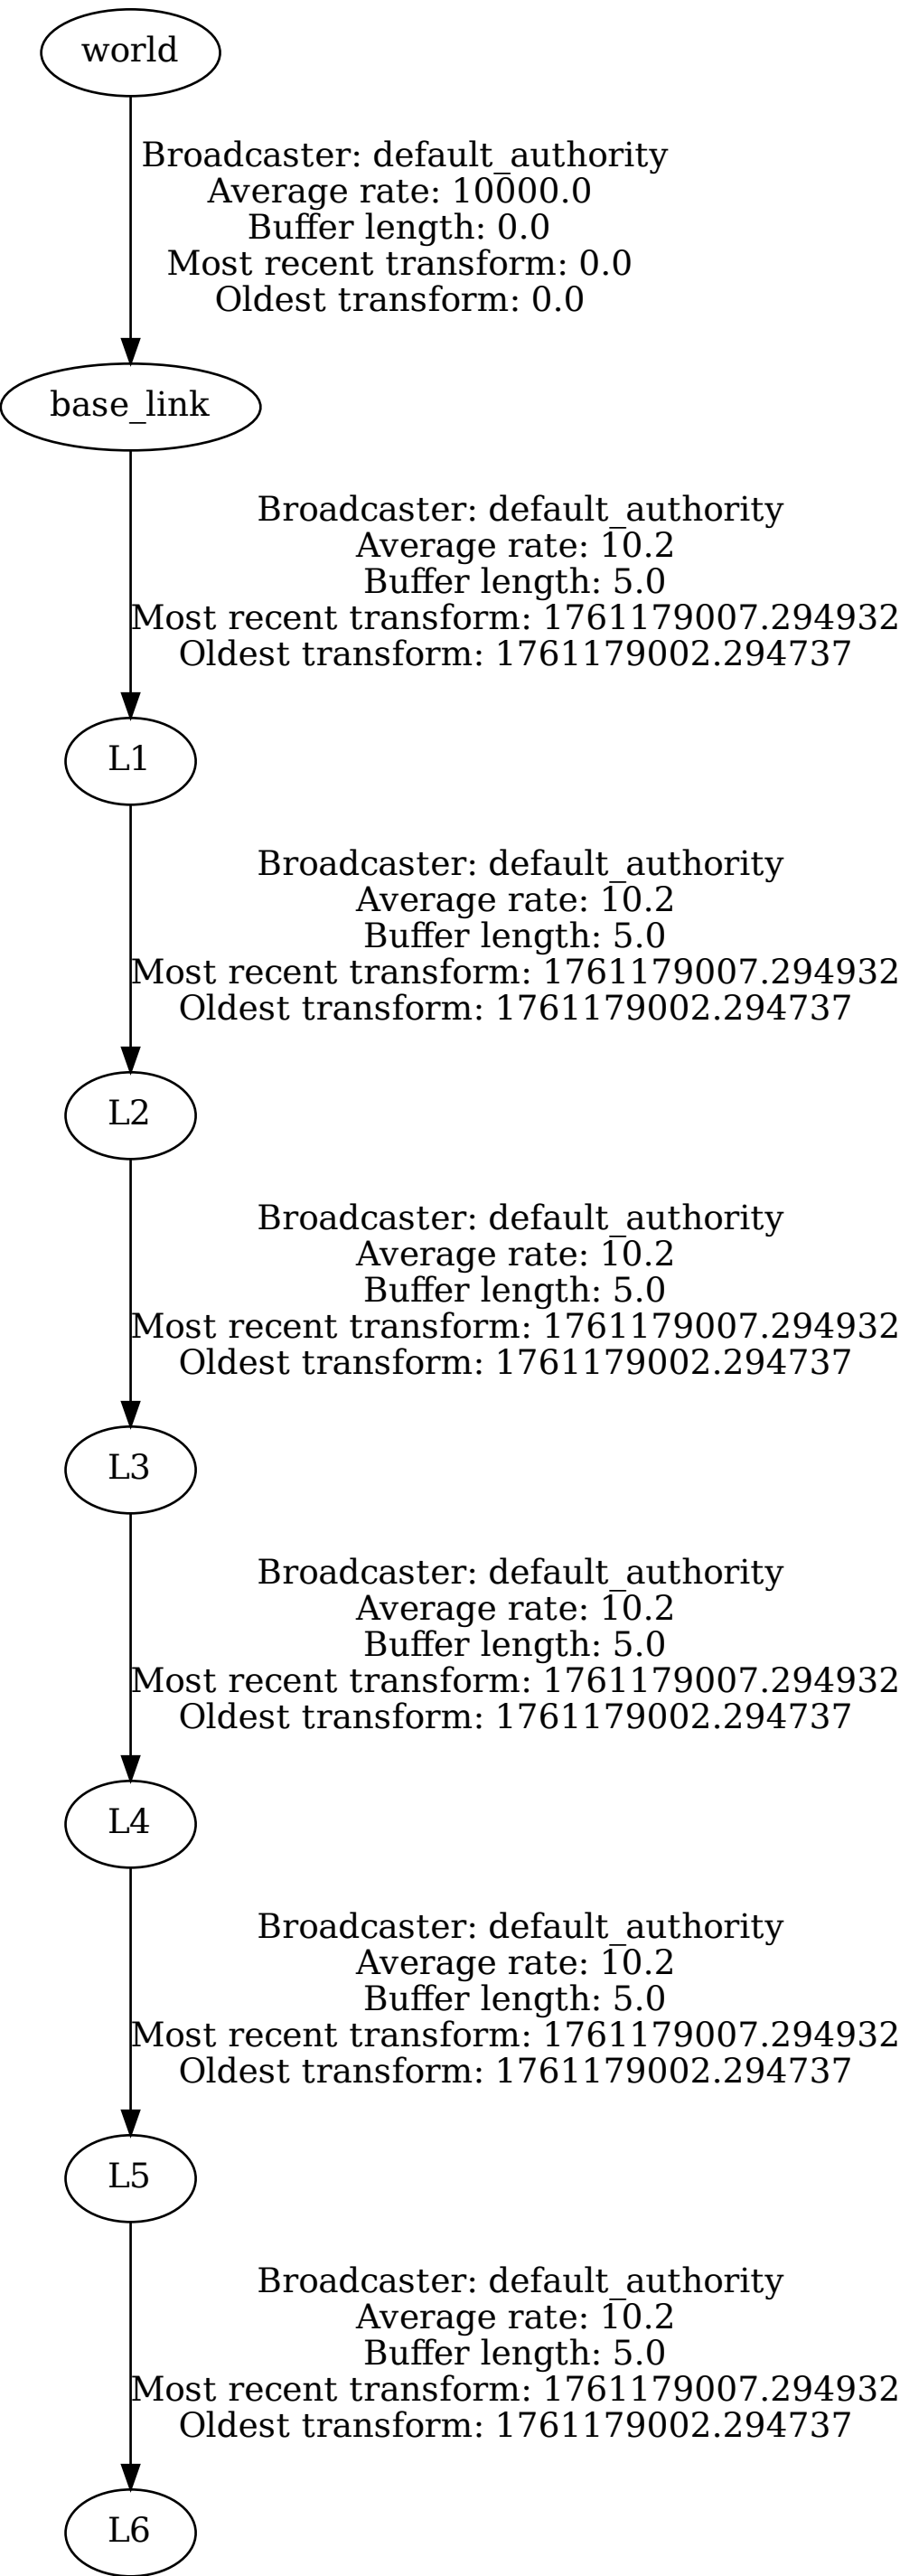 world
Broadcaster: default_authority
Average rate: 10000.0
Buffer length: 0.0
Most recent transform: 0.0
Oldest transform: 0.0
base_link
Broadcaster: default_authority
Average rate: 10.2
Buffer length: 5.0
Most recent transform: 1761179007.294932
Oldest transform: 1761179002.294737
L1
Broadcaster: default_authority
Average rate: 10.2
Buffer length: 5.0
Most recent transform: 1761179007.294932
Oldest transform: 1761179002.294737
L2
Broadcaster: default_authority
Average rate: 10.2
Buffer length: 5.0
Most recent transform: 1761179007.294932
Oldest transform: 1761179002.294737
L3
Broadcaster: default_authority
Average rate: 10.2
Buffer length: 5.0
Most recent transform: 1761179007.294932
Oldest transform: 1761179002.294737
L4
Broadcaster: default_authority
Average rate: 10.2
Buffer length: 5.0
Most recent transform: 1761179007.294932
Oldest transform: 1761179002.294737
L5
Broadcaster: default_authority
Average rate: 10.2
Buffer length: 5.0
Most recent transform: 1761179007.294932
Oldest transform: 1761179002.294737
L6